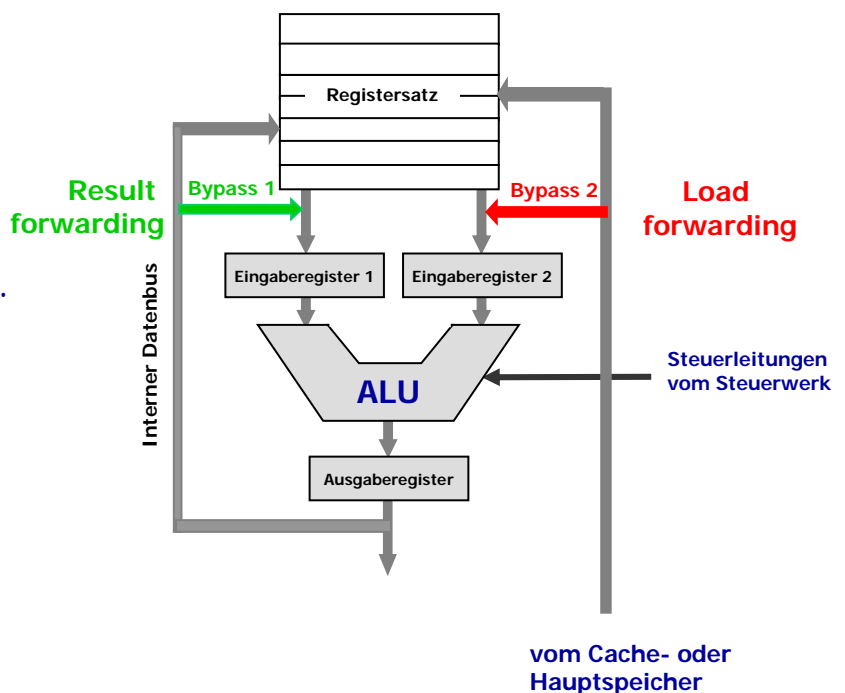 Registersatz
Result
forwarding
Bypass 1
Bypass 2
Load
forwarding
.
Eingaberegister 1
Eingaberegister 2
Interner Datenbus
ALU
Steuerleitungen
vom Steuerwerk
Ausgaberegister
vom Cache- oder
Hauptspeicher